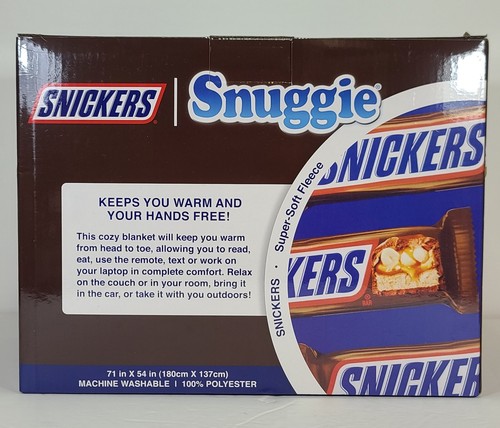 SNICKERS
Snuggie
KEEPS YOU WARM AND
YOUR HANDS FREE!
This cozy blanket will keep you warm
from head to toe, allowing you to read,
eat, use the remote, text or work on
your laptop in complete comfort. Relax
on the couch or in your room, bring it
in the car, or take it with you outdoors!
SNICKERS • Super-Soft Fleece
SNICKERS
KERS
SNICKER
71 in X 54 in (180cm X 137cm)
MACHINE WASHABLE | 100% POLYESTER